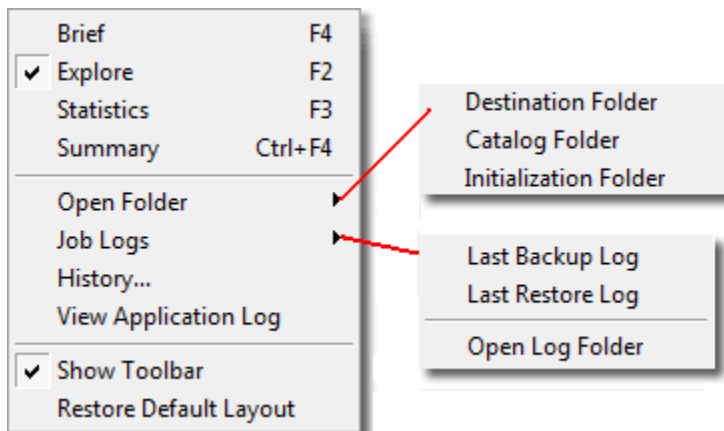 Brief F4
Explore F2
Statistics F3
Summary Ctrl+F4
Open Folder
Job Logs
History...
View Application Log
Show Toolbar
Restore Default Layout
Destination Folder
Catalog Folder
Initialization Folder
Last Backup Log
Last Restore Log
Open Log Folder